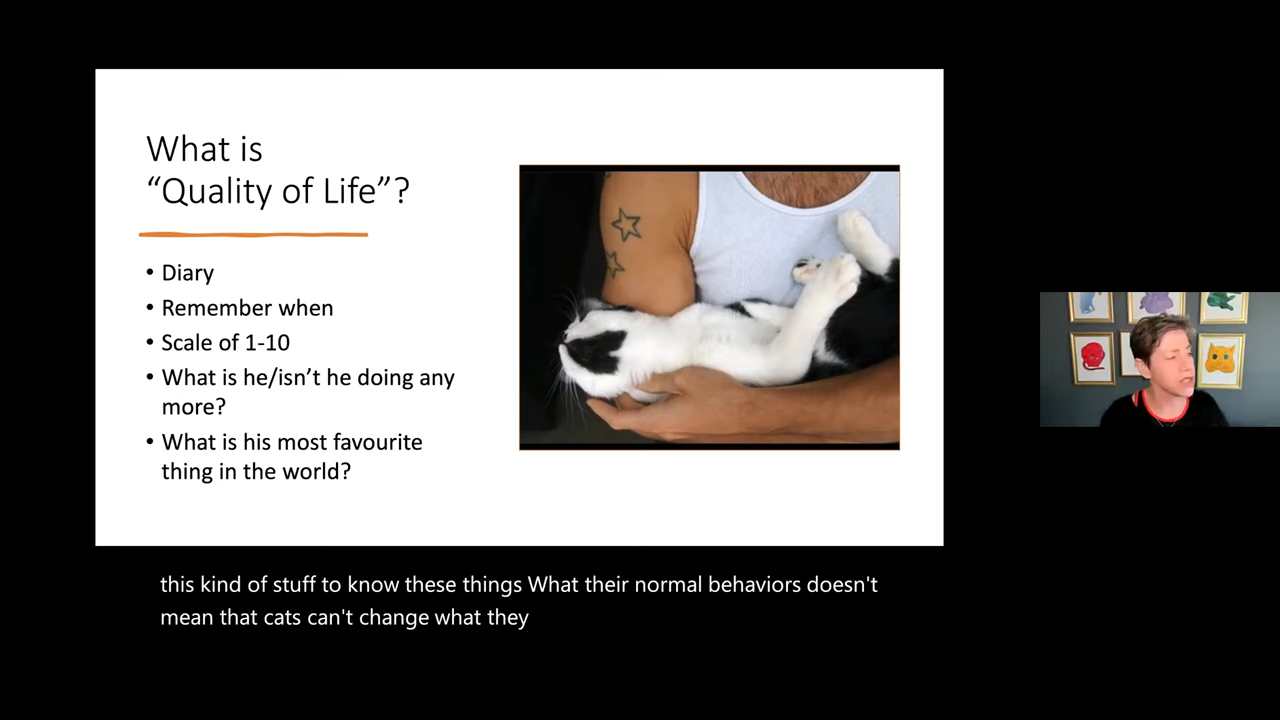 What is
“Quality of Life”?
• Diary
• Remember when
• Scale of 1-10
• What is he/isn’t he doing any
more?
• What is his most favourite
thing in the world?
this kind of stuff to know these things What their normal behaviors doesn't
mean that cats can't change what they